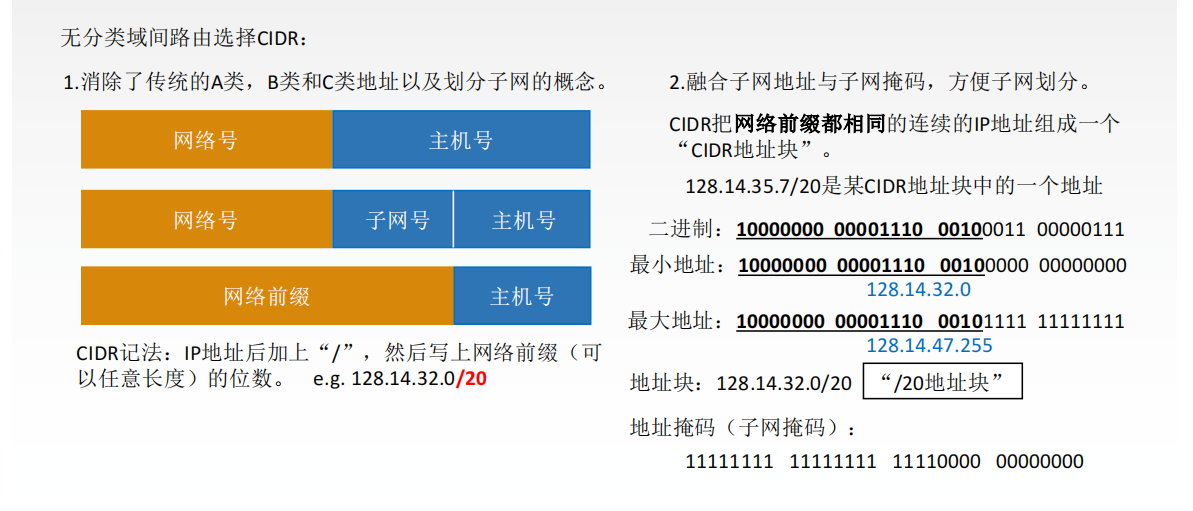 无分类域间路由选择CIDR：
1.消除了传统的A类，B类和C类地址以及划分子网的概念。
网络号 主机号
网络号 子网号 主机号
网络前缀 主机号
CIDR记法：IP地址后加上“/”，然后写上网络前缀（可
以任意长度）的位数。 e.g. 128.14.32.0/20
2.融合子网地址与子网掩码，方便子网划分。
CIDR把网络前缀都相同的连续的IP地址组成一个
“CIDR地址块”。
128.14.35.7/20是某CIDR地址块中的一个地址
二进制：10000000 00001110 00100011 00000111
最小地址：10000000 00001110 00100000 00000000
128.14.32.0
最大地址：10000000 00001110 00101111 11111111
128.14.47.255
地址块：128.14.32.0/20 “/20地址块”
地址掩码（子网掩码）：
11111111 11111111 11110000 00000000